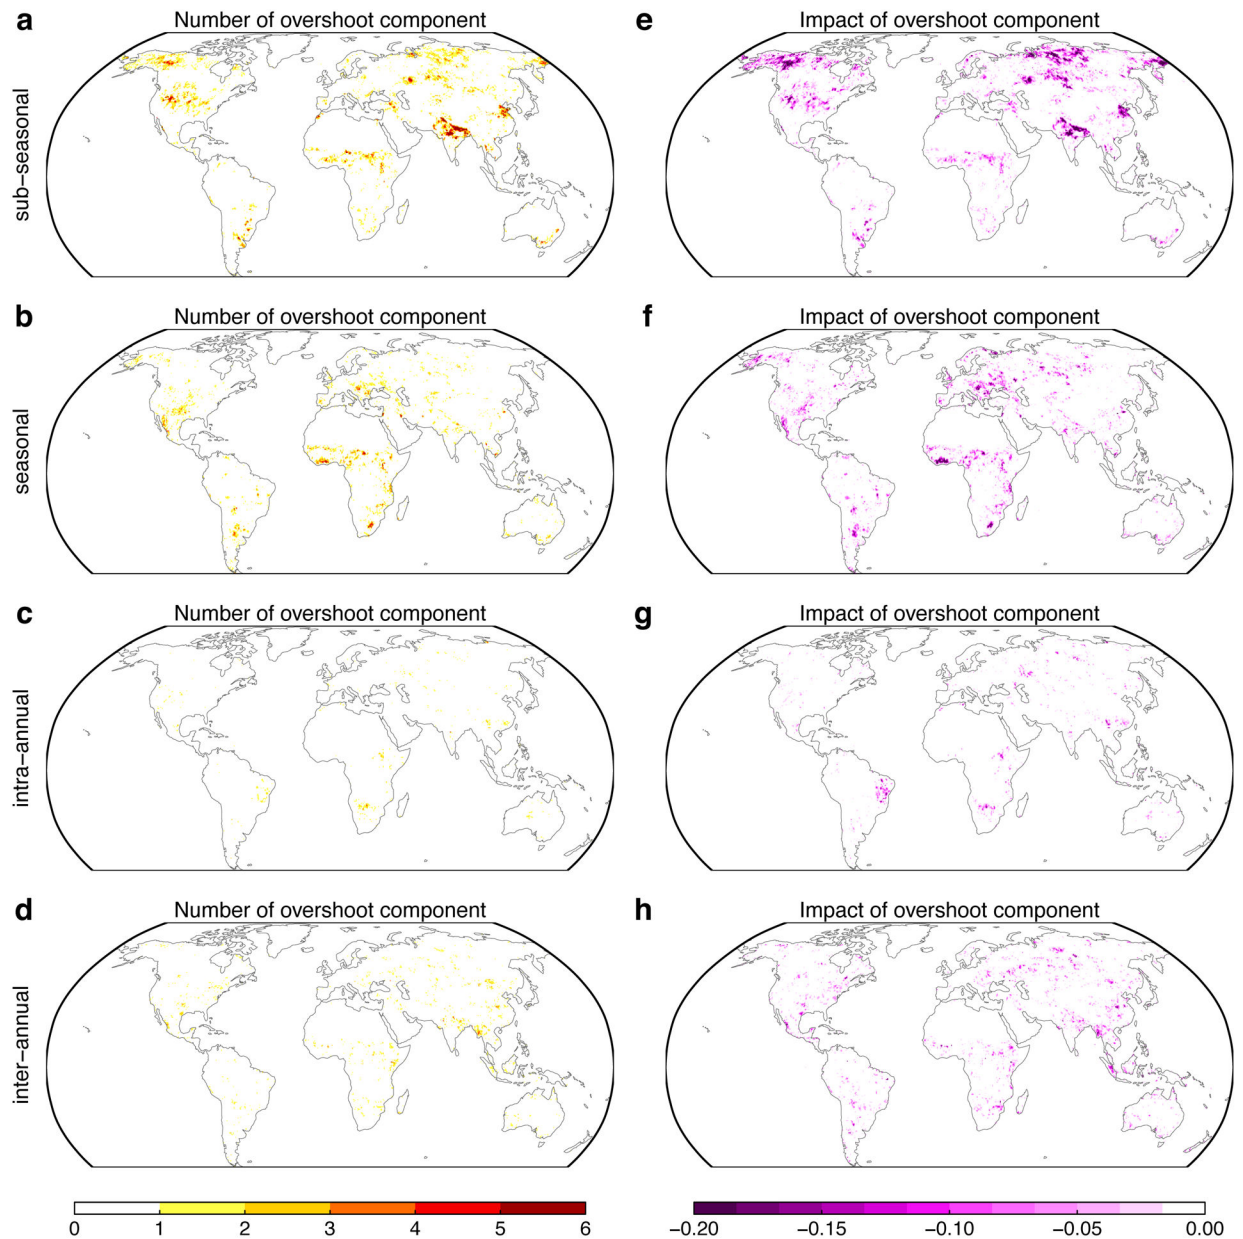 a
Number of overshoot component
e
Impact of overshoot component
sub-seasonal
b
Number of overshoot component
f
Impact of overshoot component
seasonal
c
Number of overshoot component
g
Impact of overshoot component
intra-annual
d
Number of overshoot component
h
Impact of overshoot component
inter-annual
0 1 2 3 4 5 6
−0.20 −0.15 −0.10 −0.05 0.00